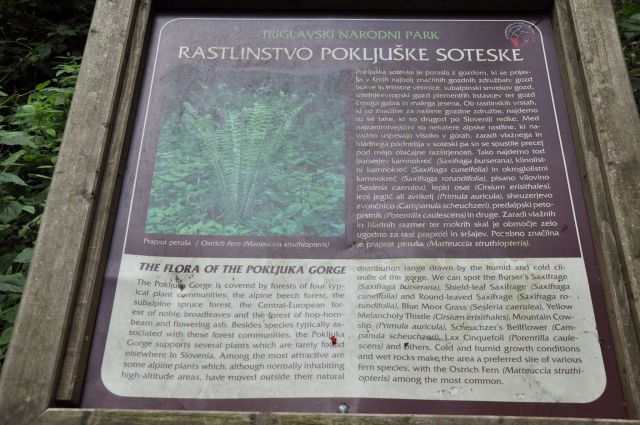 TRIGLAVSKI NARODNI PARK
RASTLINSTVO POKLJUŠKE SOTESKE
Pokljuška soteska je porasla z gozdom, ki se pojav-
lja v štirih najbolj značilnih gozdnih združbah: gozd
bukve in trilistne vetnice, subalpinski smrekov gozd,
srednjeevropski gozd plemenitih listavcev ter gozd
črnega gabra in malega jesena. Ob rastlinskih vrstah,
ki so značilne za naštete gozdne združbe, najdemo
tu še take, ki so drugod po Sloveniji redke. Med
najzanimivejšimi so nekatere alpske rastline, ki na-
vadno uspevajo visoko v gorah, zaradi vlažnega in
hladnega podnebja v soteski pa so se spustile precej
pod mojo običajne razširjenosti. Tako najdemo tod
burserjev kamnokreč (Saxifraga burserana), klinolist-
ni kamnokreč (Saxifraga cuneifolia) in okroglolistni
kamnokreč (Saxifraga rotundifolia), pisano vilovino
(Sesleria caerulea), lepki osat (Cirsium erisithales),
lepi jeglič ali avrikelj (Primula auricula), sheuzerjevo
zvončnico (Campanula scheuchzeri), predalpski peto-
prstnik (Potentilla caulescens) in druge. Zaradi vlažnih
in hladnih razmer ter mokrih skal je območje zelo
ugodno za rast praproti in sršajev. Posebno značilna
je praprot peruša (Matteuccia struthiopteris).
Praprot peruša / Ostrich Fern (Matteuccia struthiopteris)
THE FLORA OF THE POKLJUKA GORGE
The Pokljuka Gorge is covered by forests of four typ-
ical plant communities: the alpine beech forest, the
subalpine spruce forest, the Central-European for-
est of noble broadleaves and the forest of hop-horn-
beam and flowering ash. Besides species typically as-
sociated with these forest communities, the Pokljuka
Gorge supports several plants which are rarely found
elsewhere in Slovenia. Among the most attractive are
some alpine plants which, although normally inhabiting
high-altitude areas, have moved outside their natural
distribution range drawn by the humid and cold cli-
mate of the gorge. We can spot the Burser's Saxifrage
(Saxifraga burserana), Shield-leaf Saxifrage (Saxifraga
cuneifolia) and Round-leaved Saxifrage (Saxifraga ro-
tundifolia), Blue Moor Grass (Sesleria caerulea), Yellow
Melancholy Thistle (Cirsium erisithales), Mountain Cow-
slip (Primula auricula), Scheuchzer's Bellflower (Cam-
panula scheuchzeri), Lax Cinquefoil (Potentilla caule-
scens) and others. Cold and humid growth conditions
and wet rocks make the area a preferred site of various
fern species, with the Ostrich Fern (Matteuccia struthi-
opteris) among the most common.